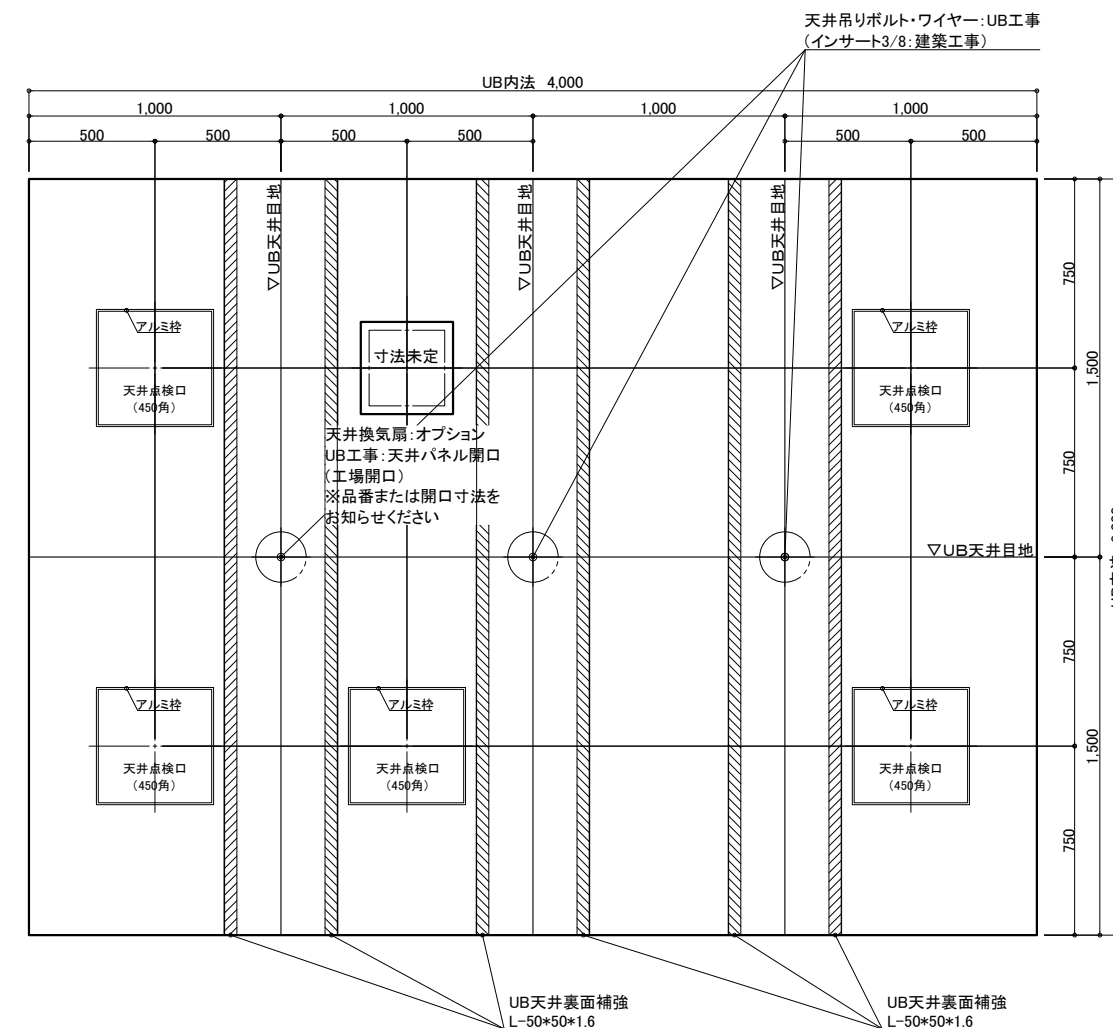 天井吊りボルト・ワイヤー:UB工事
(インサート3/8:建築工事)
UB内法 4,000
1,000
1,000
1,000
1,000
500
500
500
500
500
500
▽UB天井目地
▽UB天井目地
▽UB天井目地
750
1,500
アルミ枠
天井点検口
(450角)
寸法未定
アルミ枠
天井点検口
(450角)
天井換気扇:オプション
UB工事:天井パネル開口
(工場開口)
※品番または開口寸法を
お知らせください
750
▽UB天井目地
アルミ枠
天井点検口
(450角)
アルミ枠
天井点検口
(450角)
アルミ枠
天井点検口
(450角)
750
1,500
750
UB天井裏面補強
L-50*50*1.6
UB天井裏面補強
L-50*50*1.6